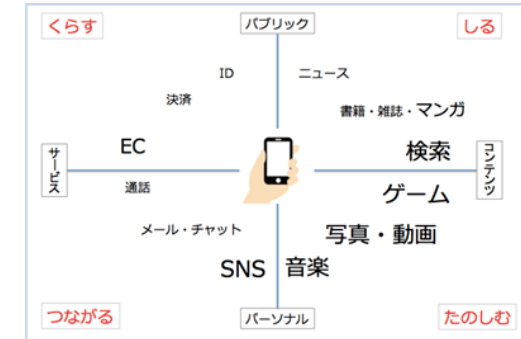 くらす
パブリック
しる
ID
ニュース
決済
書籍・雑誌・マンガ
EC
検索
サービス
コンテンツ
通話
ゲーム
メール・チャット
写真・動画
SNS
音楽
つながる
パーソナル
たのしむ